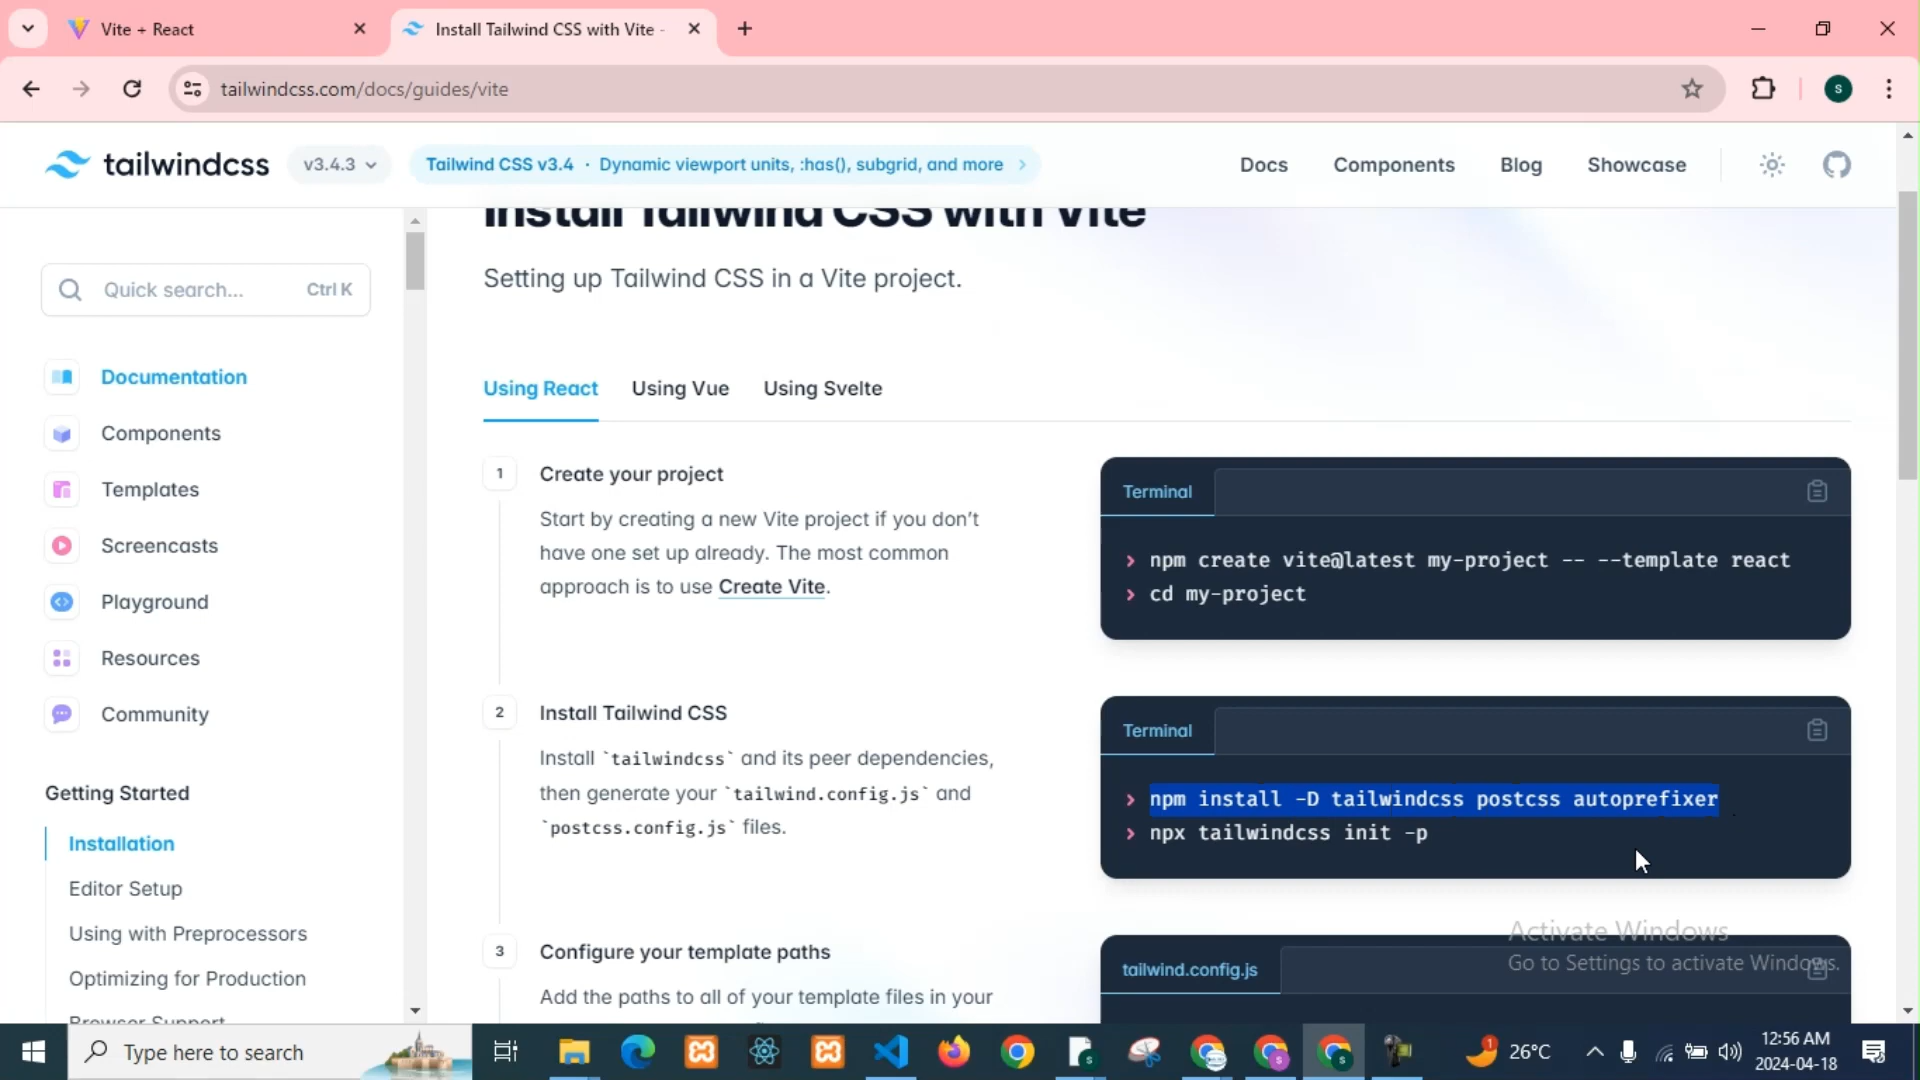 Vite + React
Install Tailwind CSS with Vite -
tailwindcss.com/docs/guides/vite
S
tailwindcss
v3.4.3
Tailwind CSS v3.4 · Dynamic viewport units, :has(), subgrid, and more
Docs
Components
Blog
Showcase
Install Tailwind CSS with Vite
Setting up Tailwind CSS in a Vite project.
Quick search...
Ctrl K
Documentation
Components
Templates
Screencasts
Playground
Resources
Community
Getting Started
Installation
Editor Setup
Using with Preprocessors
Optimizing for Production
Browser Support
Using React
Using Vue
Using Svelte
1
Create your project
Start by creating a new Vite project if you don’t
have one set up already. The most common
approach is to use Create Vite.
Terminal
> npm create vite@latest my-project -- --template react
> cd my-project
2
Install Tailwind CSS
Install `tailwindcss` and its peer dependencies,
then generate your `tailwind.config.js` and
`postcss.config.js` files.
Terminal
> npm install -D tailwindcss postcss autoprefixer
> npx tailwindcss init -p
3
Configure your template paths
Add the paths to all of your template files in your
tailwind.config.js
Activate Windows
Go to Settings to activate Windows.
Type here to search
1
26°C
12:56 AM
2024-04-18